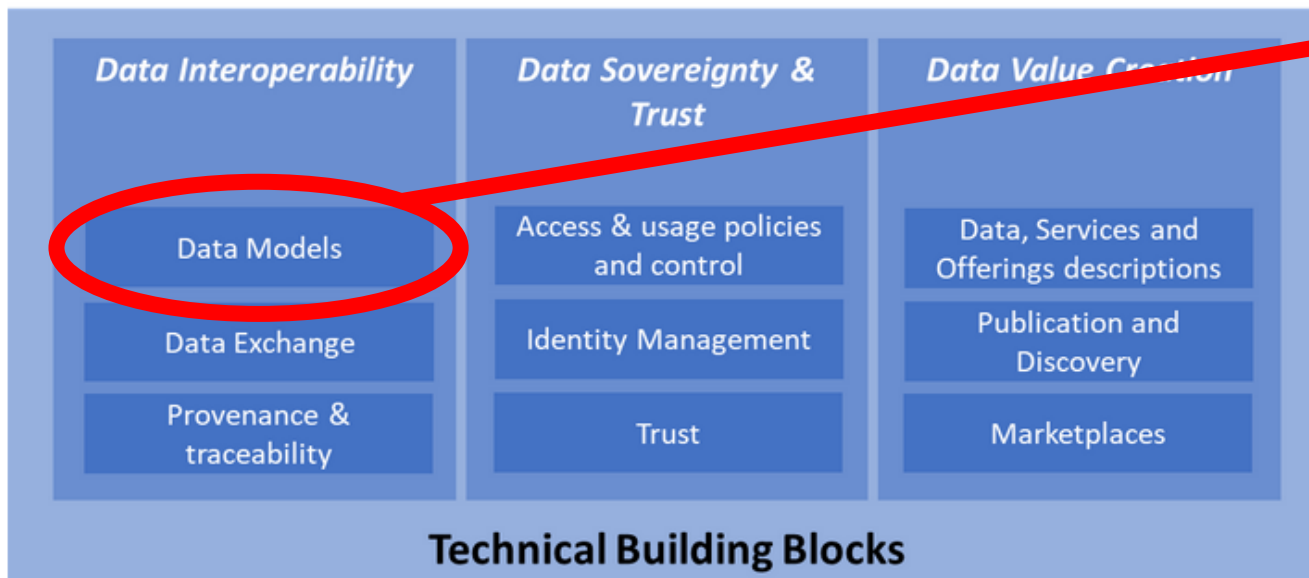 Data Interoperability
Data Models
Data Exchange
Provenance &
traceability
Data Sovereignty &
Trust
Access & usage policies
and control
Identity Management
Trust
Data Value Creation
Data, Services and
Offerings descriptions
Publication and
Discovery
Marketplaces
Technical Building Blocks